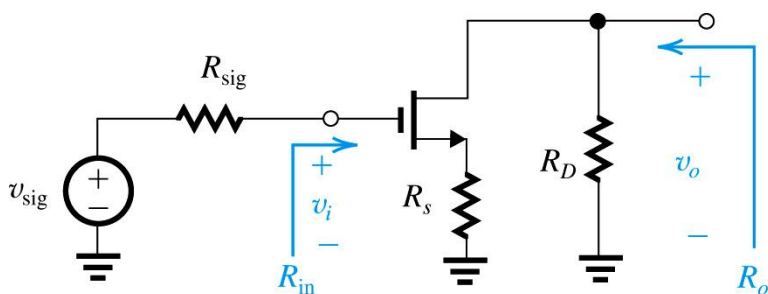 R_sig
+
v_sig
+
−
v_i
−
R_in
R_s
R_D
+
v_o
−
R_o